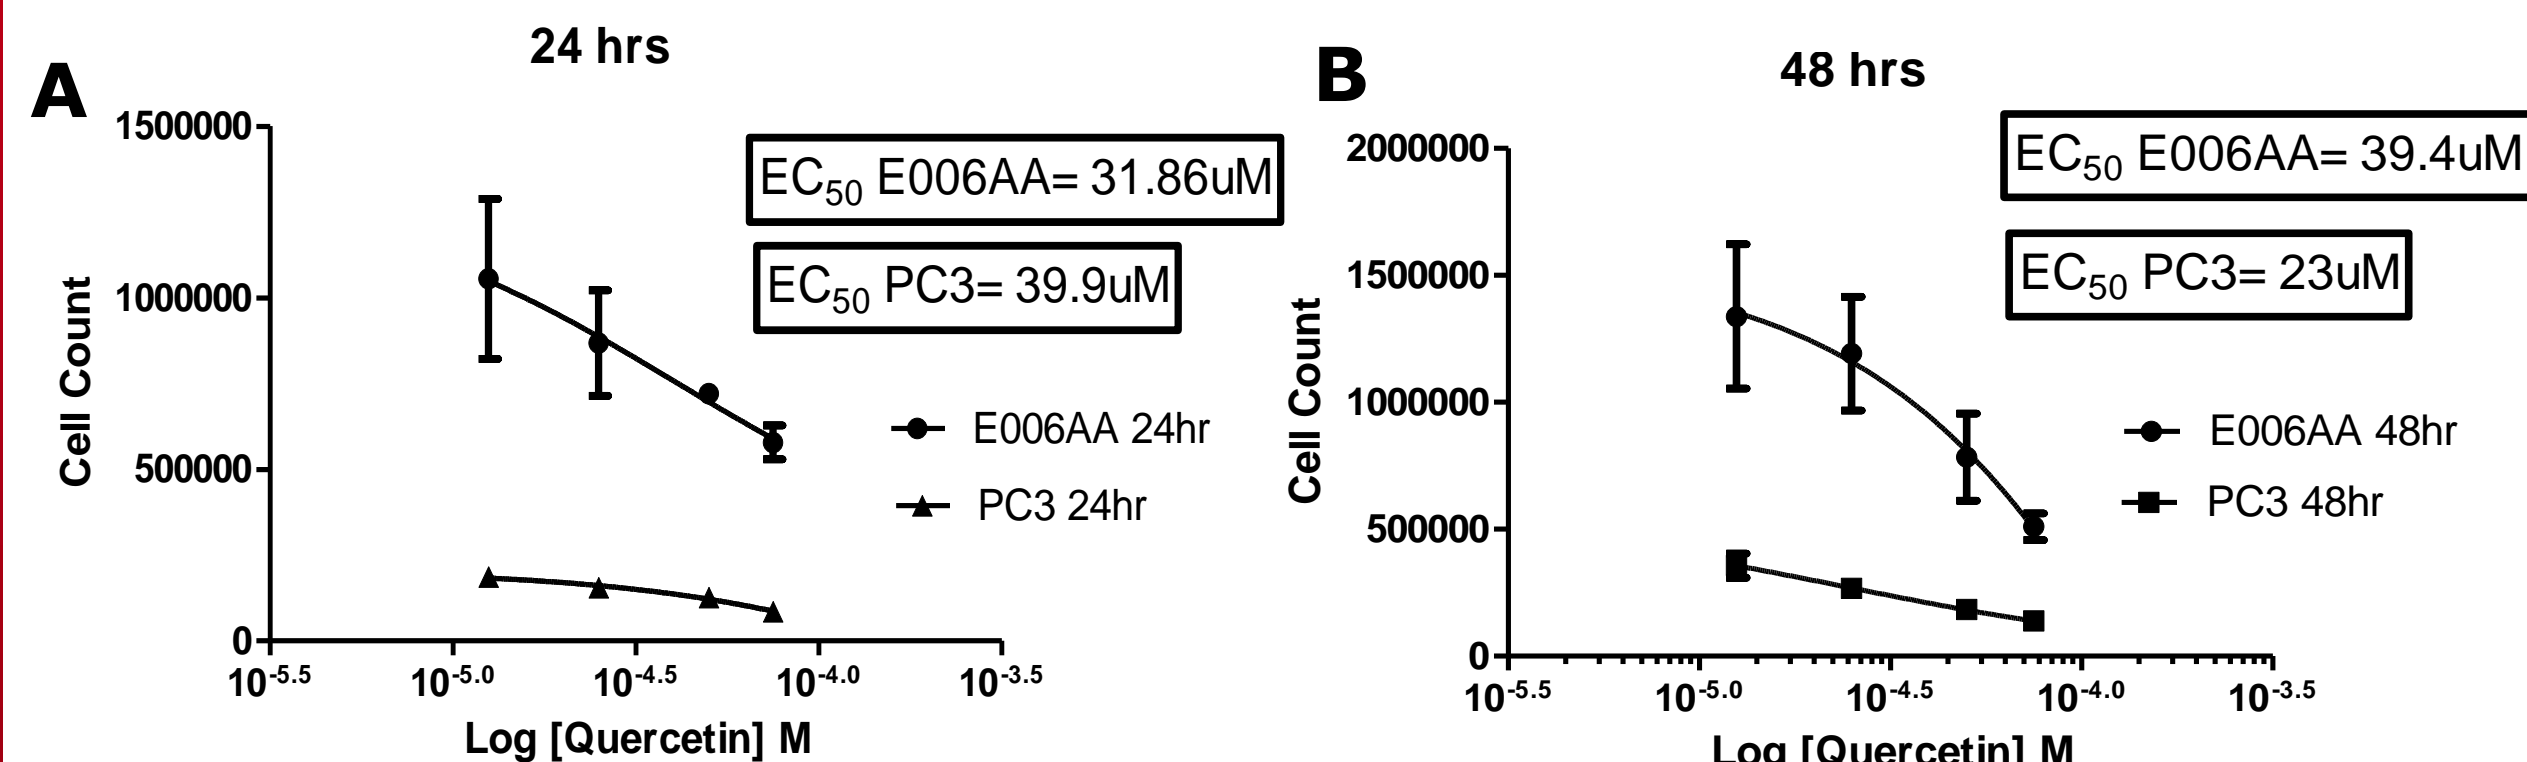 A
24 hrs
1500000
1000000
500000
0
Cell Count
10-5.5
10-5.0
10-4.5
10-4.0
10-3.5
Log [Quercetin] M
EC50 E006AA= 31.86uM
EC50 PC3= 39.9uM
E006AA 24hr
PC3 24hr
B
48 hrs
2000000
1500000
1000000
500000
0
Cell Count
10-5.5
10-5.0
10-4.5
10-4.0
10-3.5
Log [Quercetin] M
EC50 E006AA= 39.4uM
EC50 PC3= 23uM
E006AA 48hr
PC3 48hr